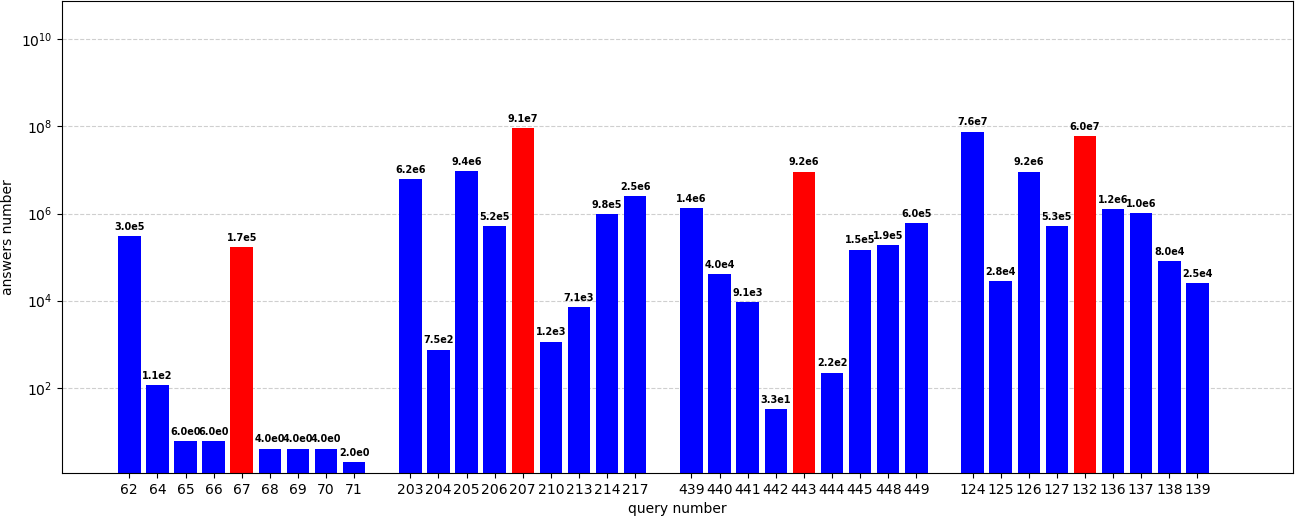 answers number
10^10
10^8
10^6
10^4
10^2
3.0e5 1.1e2 6.0e0 6.0e0 1.7e5 4.0e0 4.0e0 4.0e0 2.0e0 6.2e6 7.5e2 9.4e6 5.2e5 9.1e7 1.2e3 7.1e3 9.8e5 2.5e6 1.4e6 4.0e4 9.1e3 3.3e1 9.2e6 2.2e2 1.5e5 1.9e5 6.0e5 7.6e7 2.8e4 9.2e6 5.3e5 6.0e7 1.2e6 1.0e6 8.0e4 2.5e4
62 64 65 66 67 68 69 70 71 203 204 205 206 207 210 213 214 217 439 440 441 442 443 444 445 448 449 124 125 126 127 132 136 137 138 139
query number